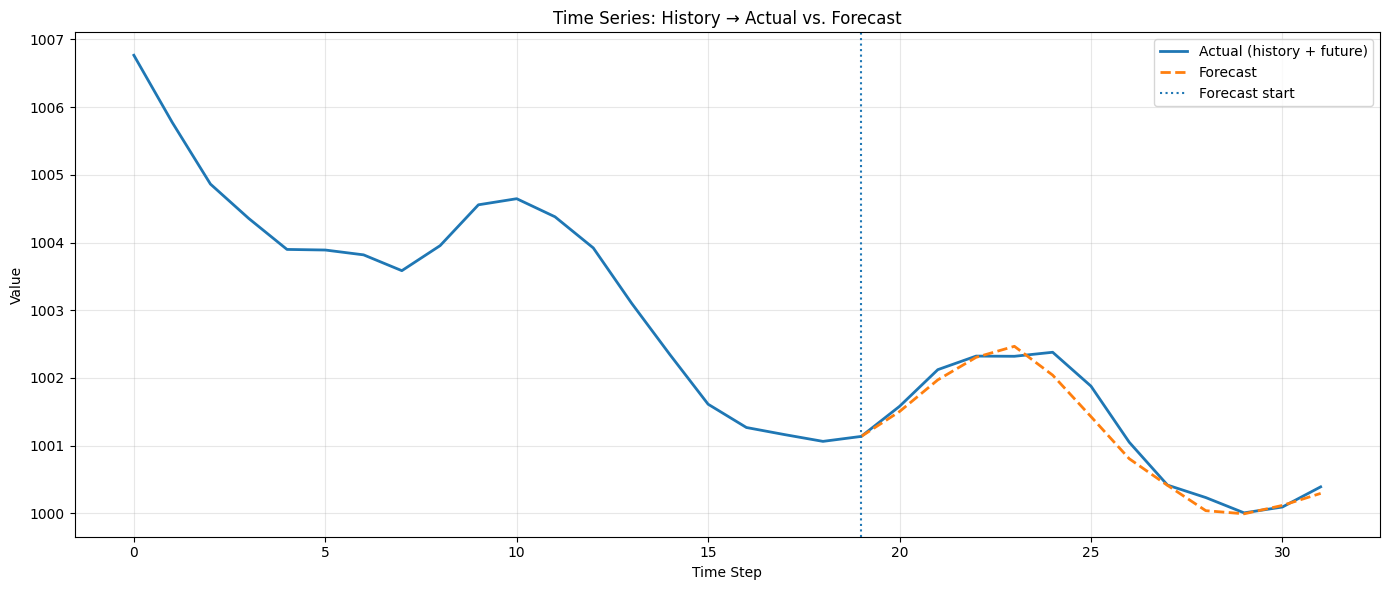 Time Series: History → Actual vs. Forecast
Actual (history + future)
Forecast
Forecast start
Value
1007
1006
1005
1004
1003
1002
1001
1000
0 5 10 15 20 25 30
Time Step